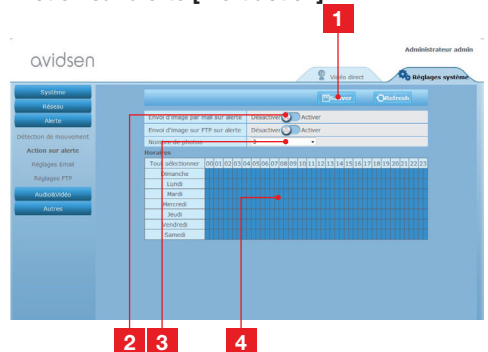 1
Administrateur admin
avidsen
Vidéo direct
Réglages système
Système
Refresh
Réseau
Alerte
Envoi d'image par mail sur alerte Désactiver Activer
Détection de mouvement
Envoi d'image sur FTP sur alerte Désactiver Activer
Action sur alerte
Nombre de photos 3
Horaires
Réglages Email
Tout sélectionner 00 01 02 03 04 05 06 07 08 09 10 11 12 13 14 15 16 17 18 19 20 21 22 23
Réglages FTP
Dimanche
Lundi
Audio&Vidéo
Mardi
Autres
Mercredi
Jeudi
Vendredi
Samedi
2 3 4